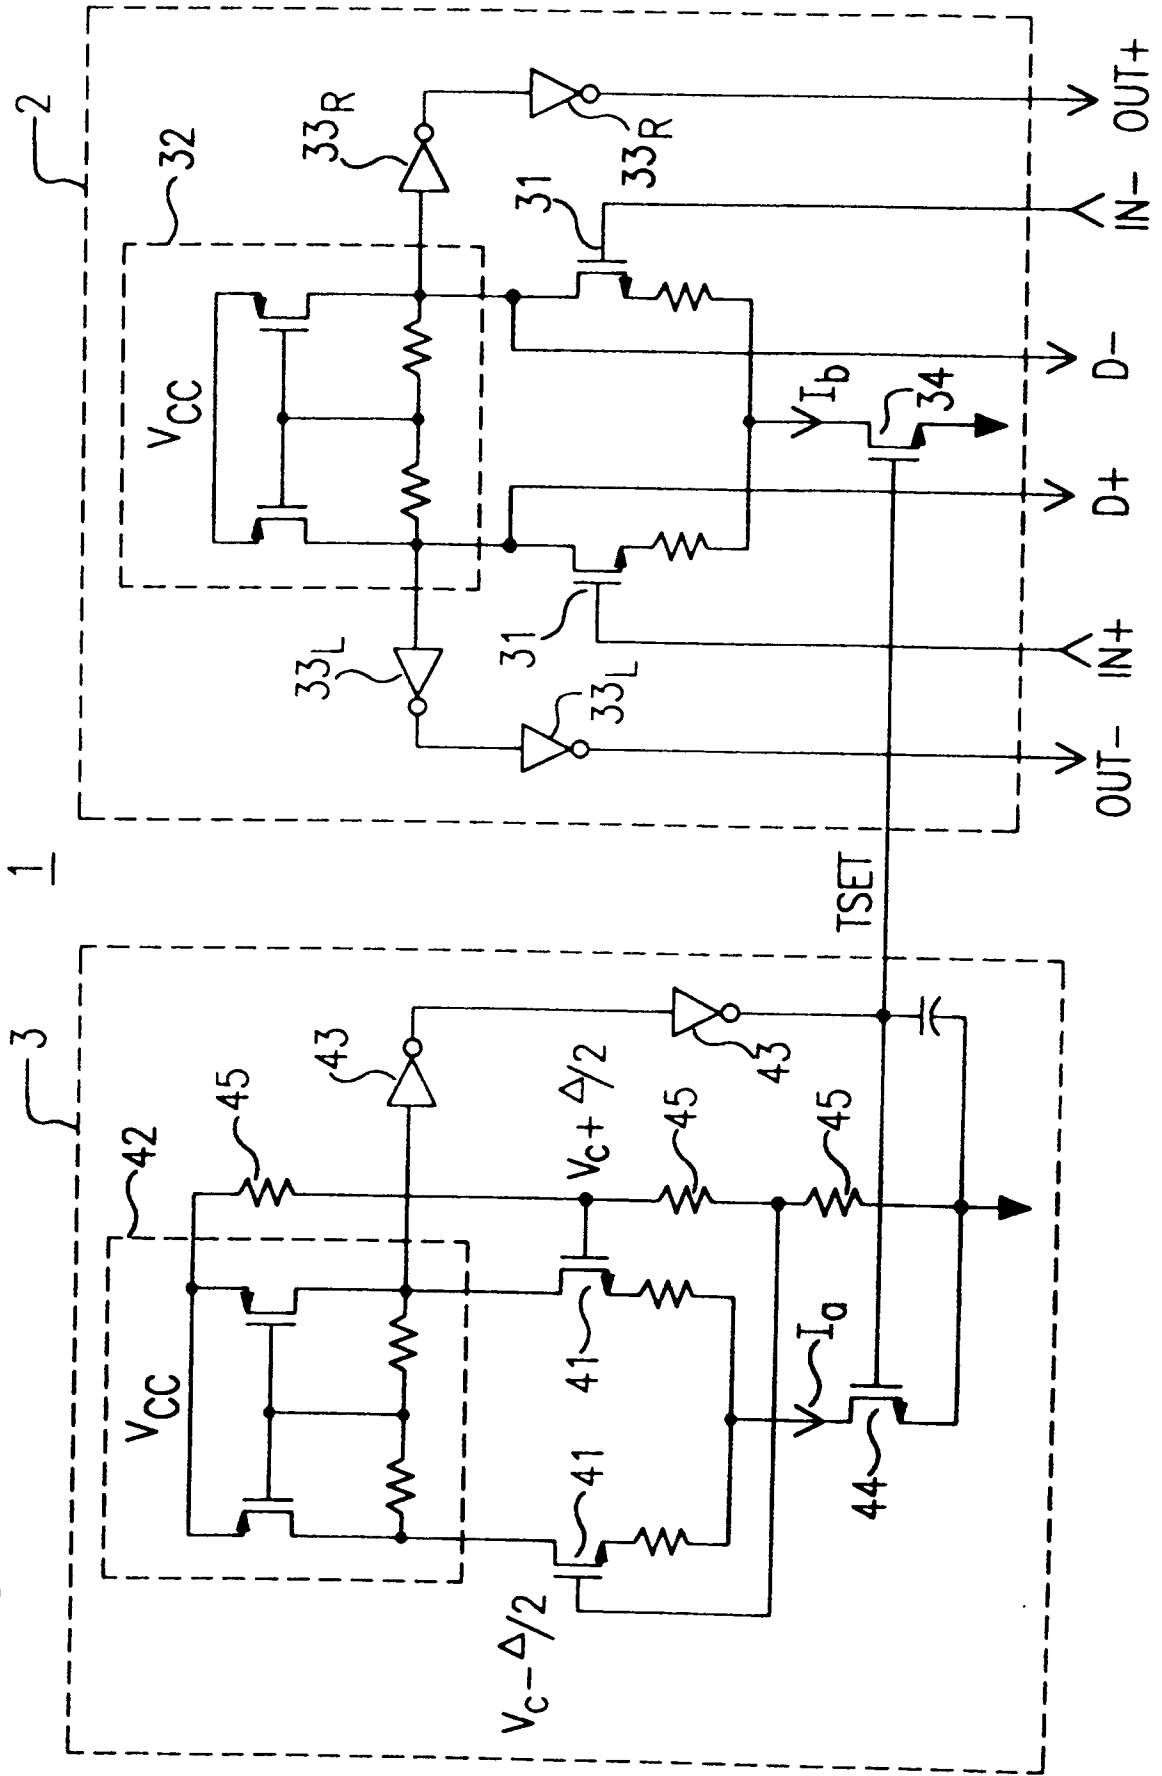 1
2
32
VCC
33R
33R
31
33L
33L
31
Ib
34
OUT-
IN+
D+
D-
IN-
OUT+
TSET
3
42
45
VCC
43
43
VC+ Δ/2
45
45
41
41
VC- Δ/2
Ia
44